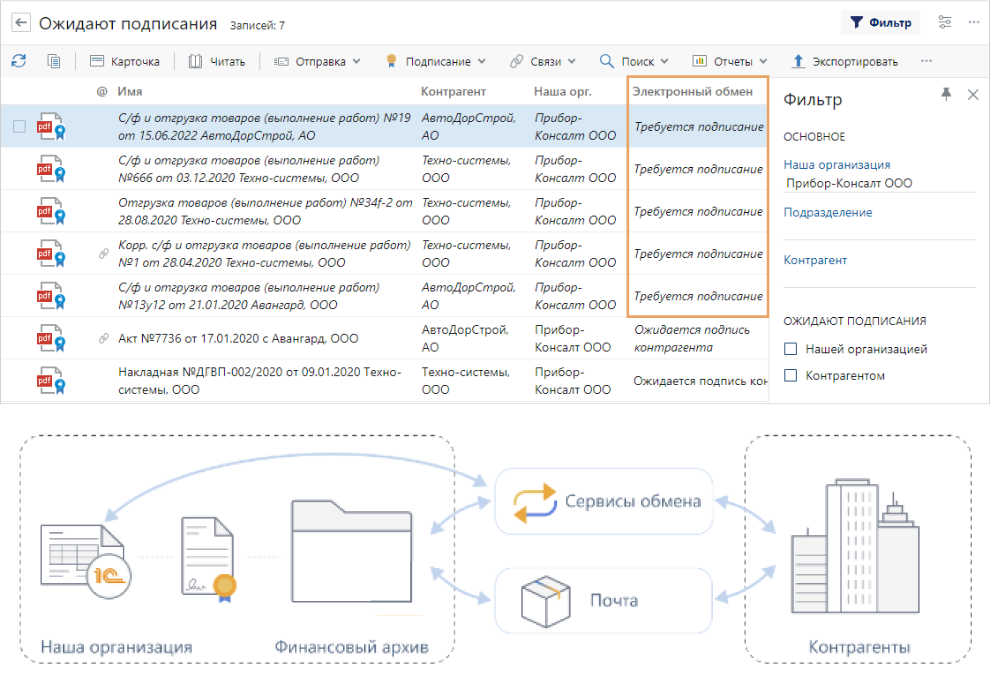 Ожидают подписания Записей: 7
Фильтр
Карточка Читать Отправка Подписание Связи Поиск Отчеты Экспортировать
@ Имя Контрагент Наша орг. Электронный обмен
pdf С/ф и отгрузка товаров (выполнение работ) №19
от 15.06.2022 АвтоДорСтрой, АО
АвтоДорСтрой,
АО
Прибор-
Консалт ООО
Требуется подписание
pdf С/ф и отгрузка товаров (выполнение работ)
№666 от 03.12.2020 Техно-системы, ООО
Техно-системы,
ООО
Прибор-
Консалт ООО
Требуется подписание
pdf Отгрузка товаров (выполнение работ) №34f-2 от
28.08.2020 Техно-системы, ООО
Техно-системы,
ООО
Прибор-
Консалт ООО
Требуется подписание
pdf Корр. с/ф и отгрузка товаров (выполнение работ)
№1 от 28.04.2020 Техно-системы, ООО
Техно-системы,
ООО
Прибор-
Консалт ООО
Требуется подписание
pdf С/ф и отгрузка товаров (выполнение работ)
№13у12 от 21.01.2020 Авангард, ООО
АвтоДорСтрой,
АО
Прибор-
Консалт ООО
Требуется подписание
pdf Акт №7736 от 17.01.2020 с Авангард, ООО
АвтоДорСтрой,
АО
Прибор-
Консалт ООО
Ожидается подпись
контрагента
pdf Накладная №ДГВП-002/2020 от 09.01.2020 Техно-
системы, ООО
Техно-системы,
ООО
Прибор-
Консалт ООО
Ожидается подпись кон
Фильтр
ОСНОВНОЕ
Наша организация
Прибор-Консалт ООО
Подразделение
Контрагент
ОЖИДАЮТ ПОДПИСАНИЯ
Нашей организацией
Контрагентом
1С
Сервисы обмена
Почта
Наша организация
Финансовый архив
Контрагенты